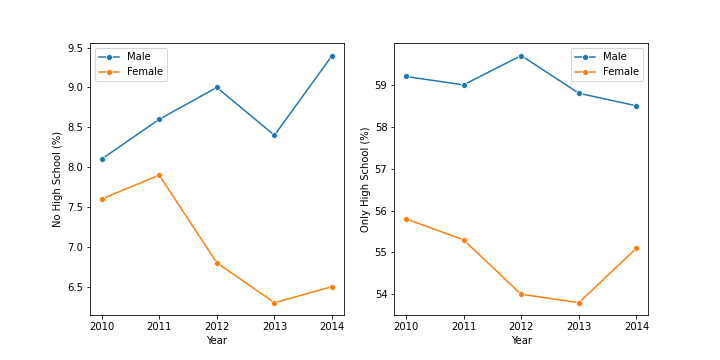 No High School (%)
9.5
9.0
8.5
8.0
7.5
7.0
6.5
Male
Female
2010
2011
2012
2013
2014
Year
Only High School (%)
59
58
57
56
55
54
Male
Female
2010
2011
2012
2013
2014
Year